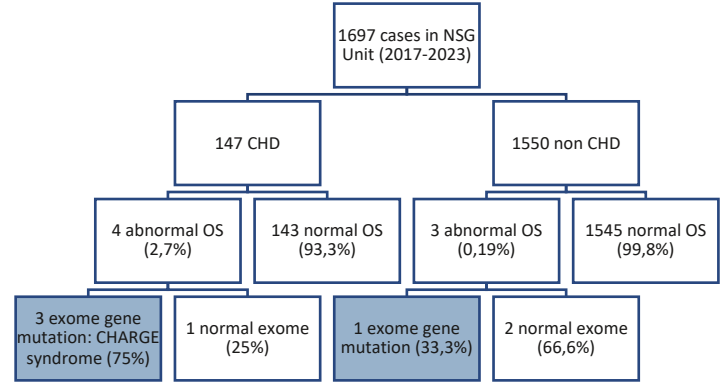 1697 cases in NSG
Unit (2017-2023)
147 CHD
1550 non CHD
4 abnormal OS
(2,7%)
143 normal OS
(93,3%)
3 abnormal OS
(0,19%)
1545 normal OS
(99,8%)
3 exome gene
mutation: CHARGE
syndrome (75%)
1 normal exome
(25%)
1 exome gene
mutation (33,3%)
2 normal exome
(66,6%)